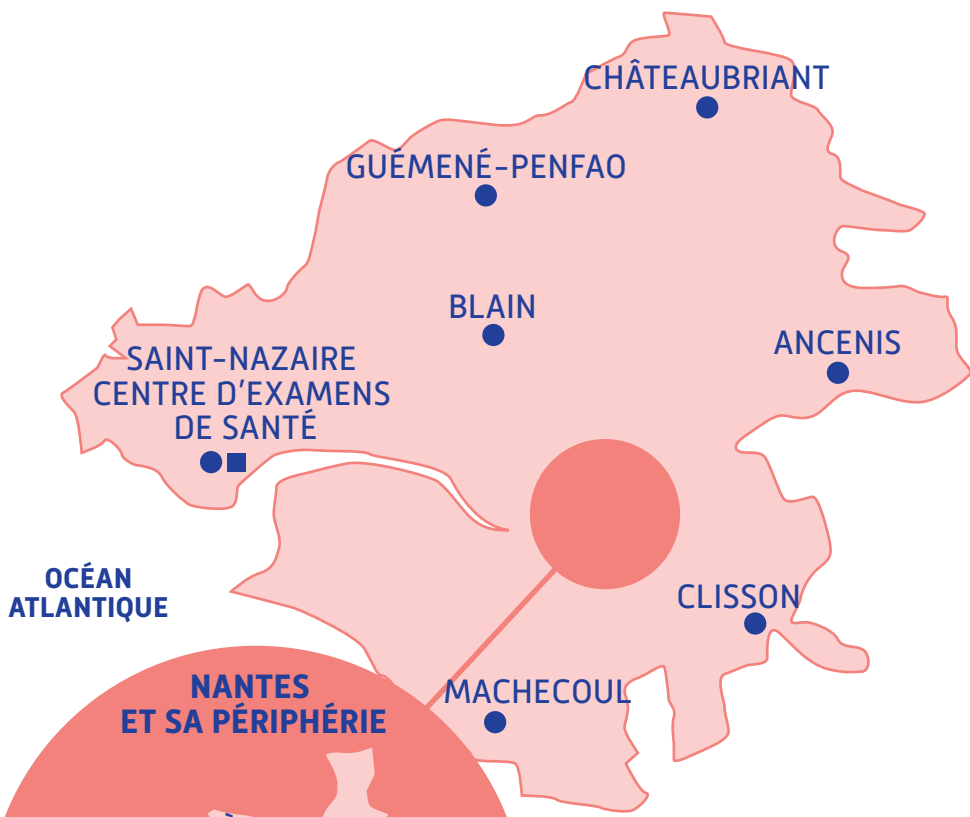 CHÂTEAUBRIANT
GUÉMENÉ-PENFAO
BLAIN
ANCENIS
SAINT-NAZAIRE
CENTRE D'EXAMENS
DE SANTÉ
OCÉAN
ATLANTIQUE
CLISSON
NANTES
ET SA PÉRIPHÉRIE
MACHECOUL